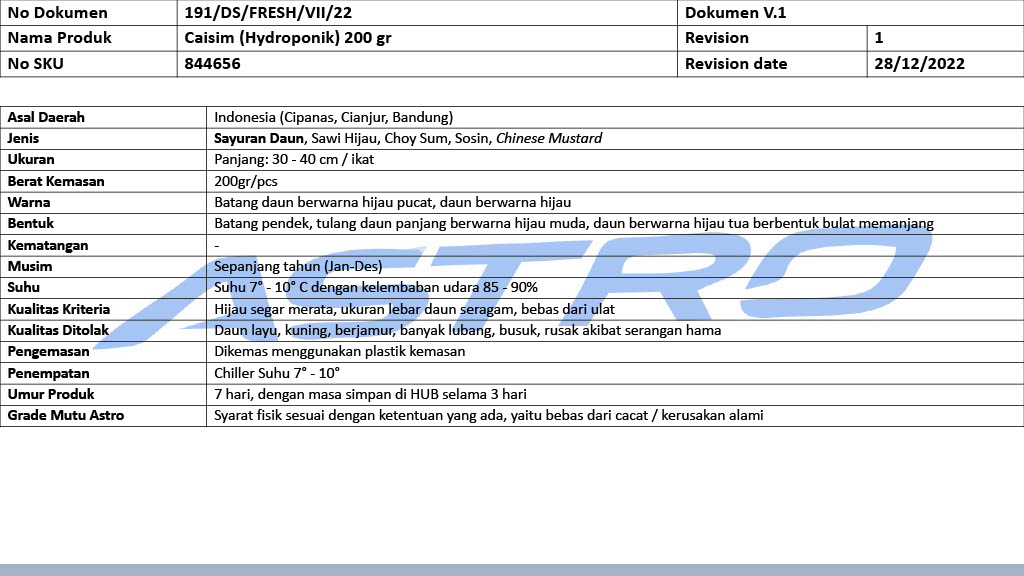 No Dokumen 191/DS/FRESH/VII/22 Dokumen V.1
Nama Produk Caisim (Hydroponik) 200 gr Revision 1
No SKU 844656 Revision date 28/12/2022
Asal Daerah Indonesia (Cipanas, Cianjur, Bandung)
Jenis Sayuran Daun, Sawi Hijau, Choy Sum, Sosin, Chinese Mustard
Ukuran Panjang: 30 - 40 cm / ikat
Berat Kemasan 200gr/pcs
Warna Batang daun berwarna hijau pucat, daun berwarna hijau
Bentuk Batang pendek, tulang daun panjang berwarna hijau muda, daun berwarna hijau tua berbentuk bulat memanjang
Kematangan -
Musim Sepanjang tahun (Jan-Des)
Suhu Suhu 7° - 10° C dengan kelembaban udara 85 - 90%
Kualitas Kriteria Hijau segar merata, ukuran lebar daun seragam, bebas dari ulat
Kualitas Ditolak Daun layu, kuning, berjamur, banyak lubang, busuk, rusak akibat serangan hama
Pengemasan Dikemas menggunakan plastik kemasan
Penempatan Chiller Suhu 7° - 10°
Umur Produk 7 hari, dengan masa simpan di HUB selama 3 hari
Grade Mutu Astro Syarat fisik sesuai dengan ketentuan yang ada, yaitu bebas dari cacat / kerusakan alami
ASTRO